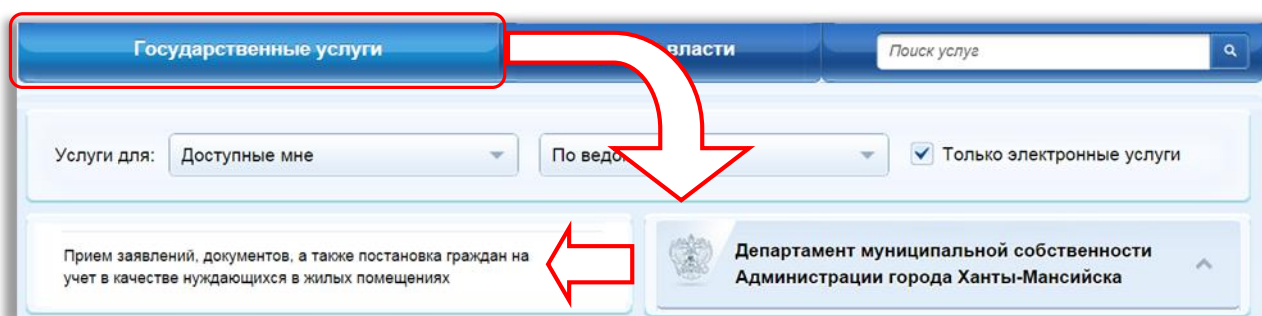 Государственные услуги
власти
Поиск услуг
Услуги для:
Доступные мне
По ведо
Только электронные услуги
Прием заявлений, документов, а также постановка граждан на
учет в качестве нуждающихся в жилых помещениях
Департамент муниципальной собственности
Администрации города Ханты-Мансийска